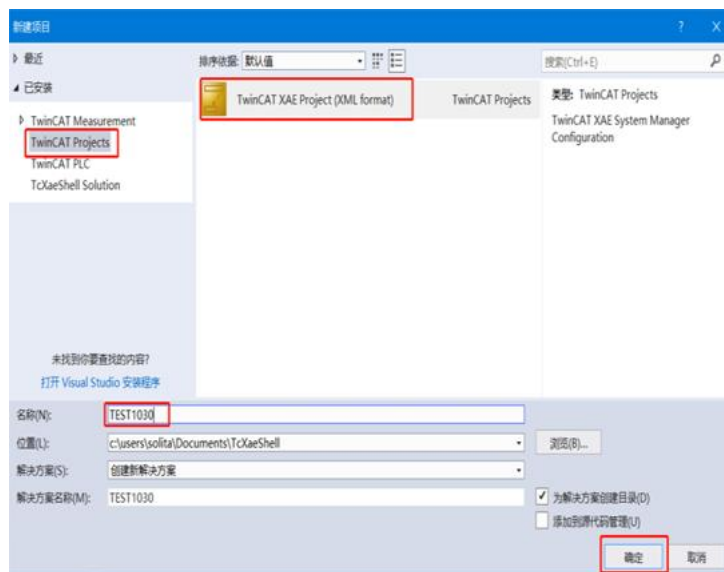 新建项目
? X
最近
排序依据: 默认值
搜索(Ctrl+E)
已安装
TwinCAT Measurement
TwinCAT Projects
TwinCAT PLC
TcXaeShell Solution
TwinCAT XAE Project (XML format)
TwinCAT Projects
类型: TwinCAT Projects
TwinCAT XAE System Manager
Configuration
未找到你要查找的内容?
打开 Visual Studio 安装程序
名称(N): TEST1030
位置(L): c:\users\solita\Documents\TcXaeShell
浏览(B)...
解决方案(S): 创建新解决方案
解决方案名称(M): TEST1030
为解决方案创建目录(D)
添加到源代码管理(U)
确定 取消